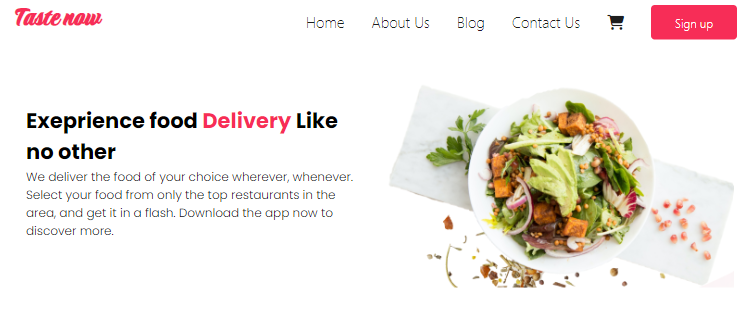 Taste now
Home About Us Blog Contact Us Sign up
Exeprience food Delivery Like
no other
We deliver the food of your choice wherever, whenever.
Select your food from only the top restaurants in the
area, and get it in a flash. Download the app now to
discover more.